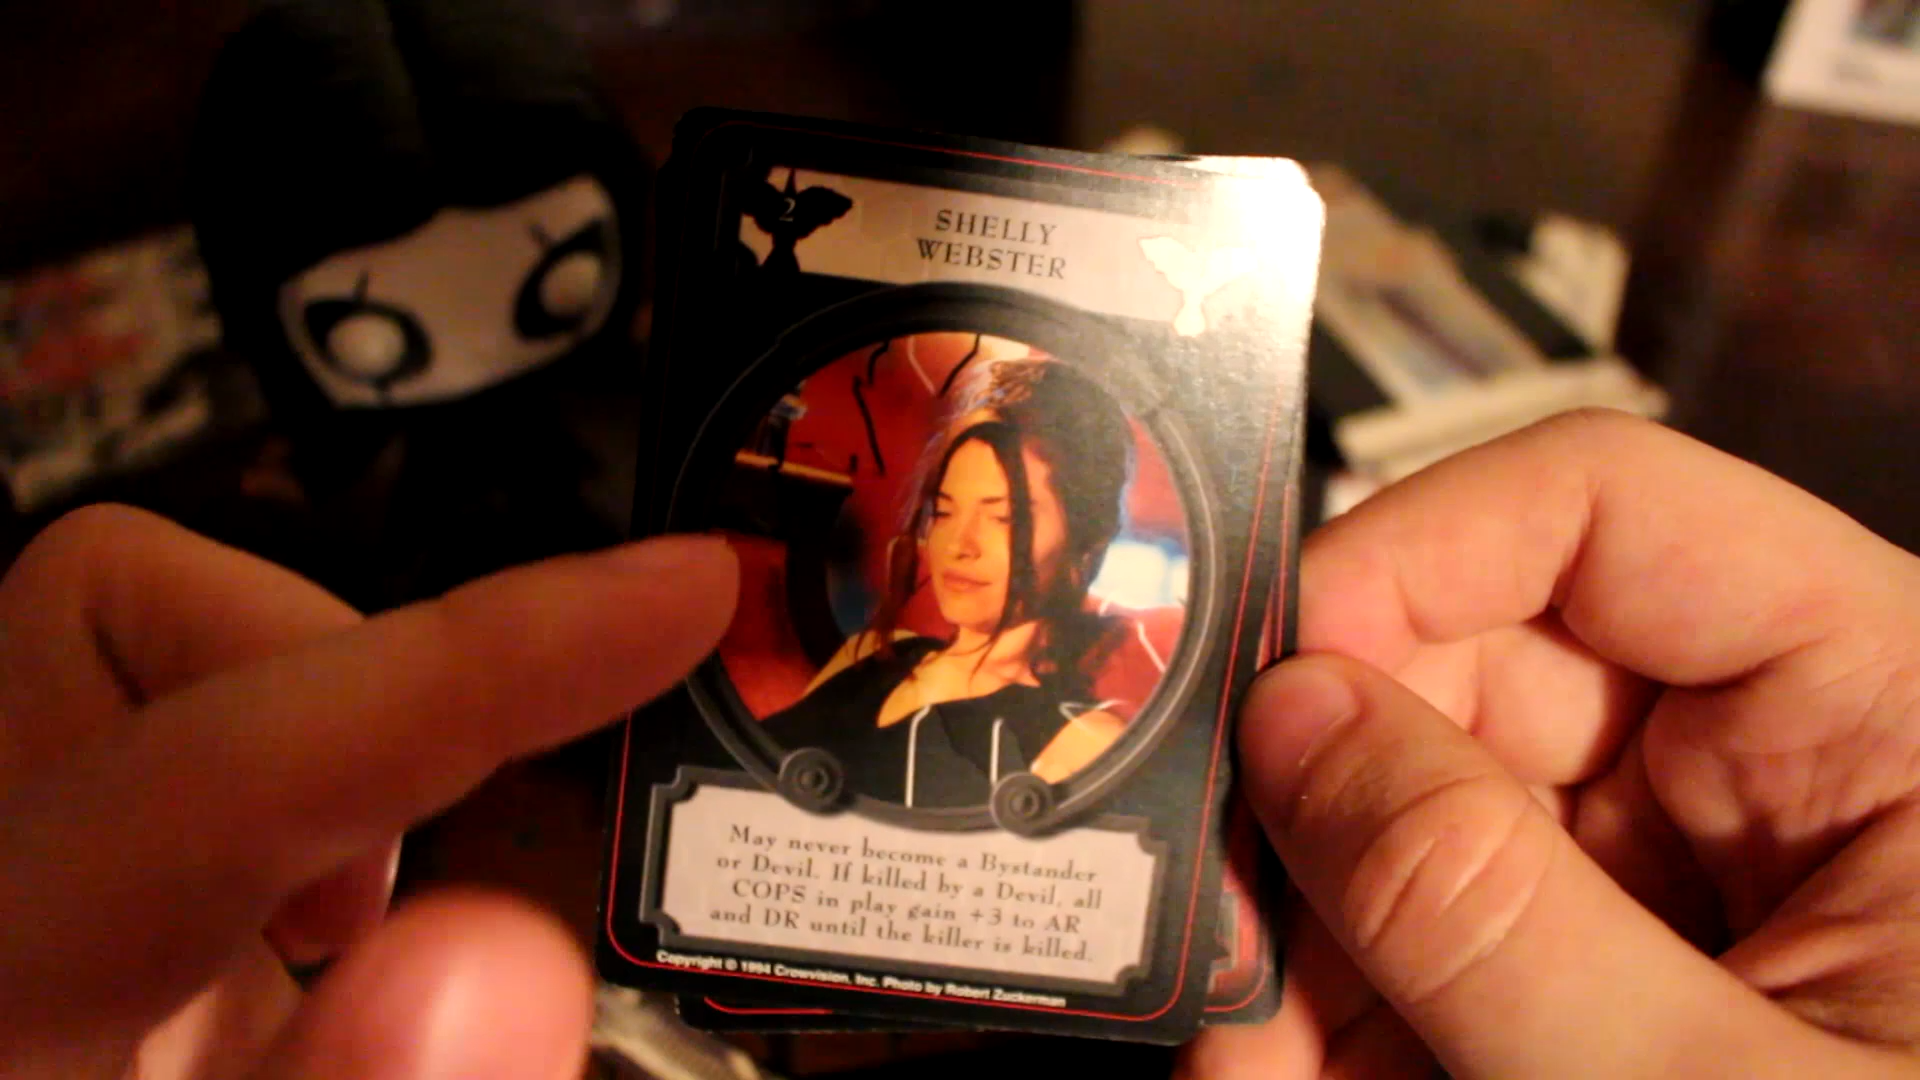 2
SHELLY
WEBSTER
May never become a Bystander
or Devil. If killed by a Devil, all
COPS in play gain +3 to AR
and DR until the killer is killed.
Copyright © 1994 Crowvision, Inc. Photo by Robert Zuckerman